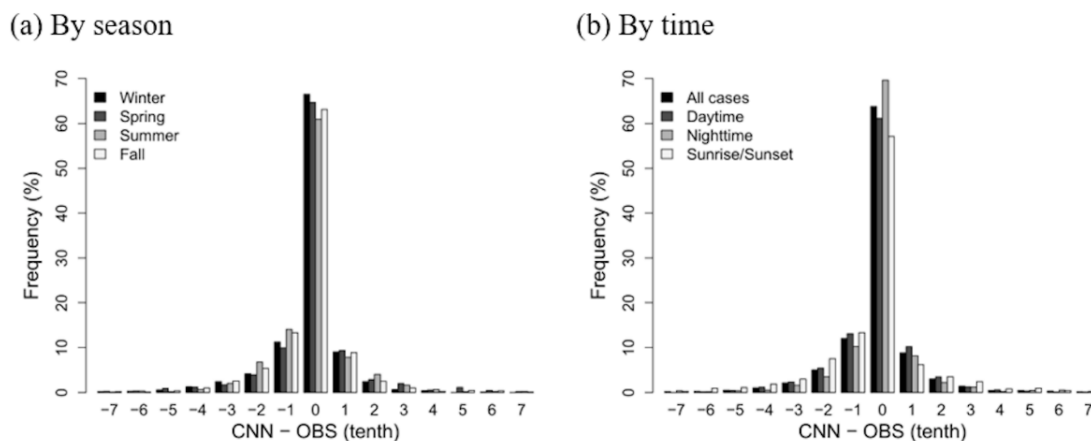 (a) By season
70
60
50
40
30
20
10
0
Frequency (%)
Winter
Spring
Summer
Fall
−7 −6 −5 −4 −3 −2 −1 0 1 2 3 4 5 6 7
CNN − OBS (tenth)
(b) By time
70
60
50
40
30
20
10
0
Frequency (%)
All cases
Daytime
Nighttime
Sunrise/Sunset
−7 −6 −5 −4 −3 −2 −1 0 1 2 3 4 5 6 7
CNN − OBS (tenth)